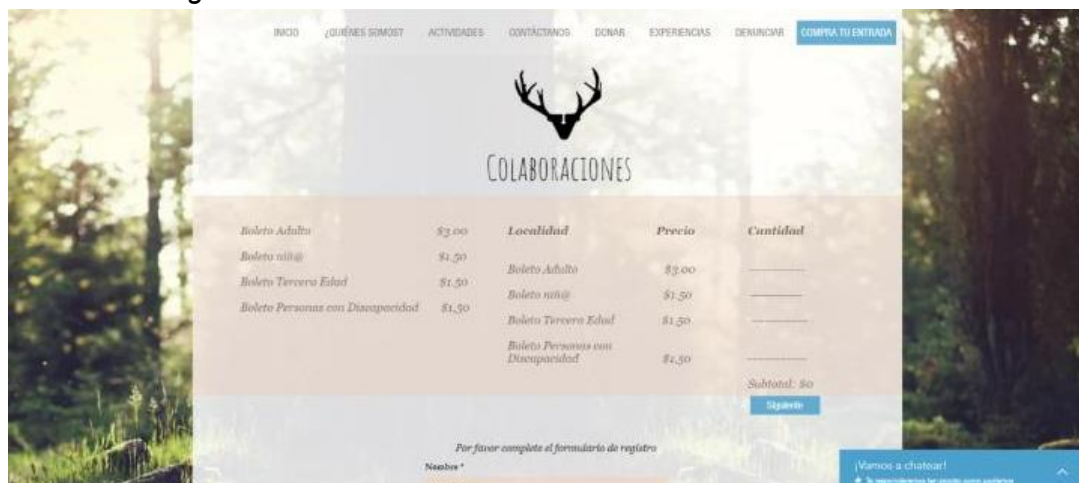 INICIO ¿QUIÉNES SOMOS? ACTIVIDADES CONTÁCTANOS DONAR EXPERIENCIAS DENUNCIAR COMPRA TU ENTRADA
COLABORACIONES
Boleto Adulto $3.00
Boleto niñ@ $1.50
Boleto Tercera Edad $1.50
Boleto Personas con Discapacidad $1,50
Localidad Precio Cantidad
Boleto Adulto $3.00
Boleto niñ@ $1.50
Boleto Tercera Edad $1.50
Boleto Personas con
Discapacidad $1,50
Subtotal: $0
Siguiente
Por favor complete el formulario de registro
Nombre *
¡Vamos a chatear!